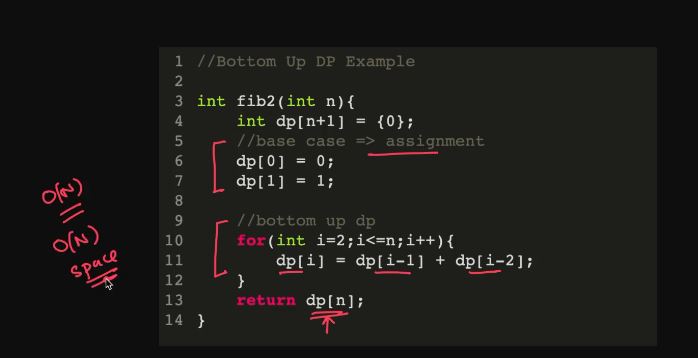 1 //Bottom Up DP Example
2
3 int fib2(int n){
4     int dp[n+1] = {0};
5     //base case => assignment
6     dp[0] = 0;
7     dp[1] = 1;
8
9     //bottom up dp
10     for(int i=2;i<=n;i++){
11         dp[i] = dp[i-1] + dp[i-2];
12     }
13     return dp[n];
14 }
O(N)
O(N)
space